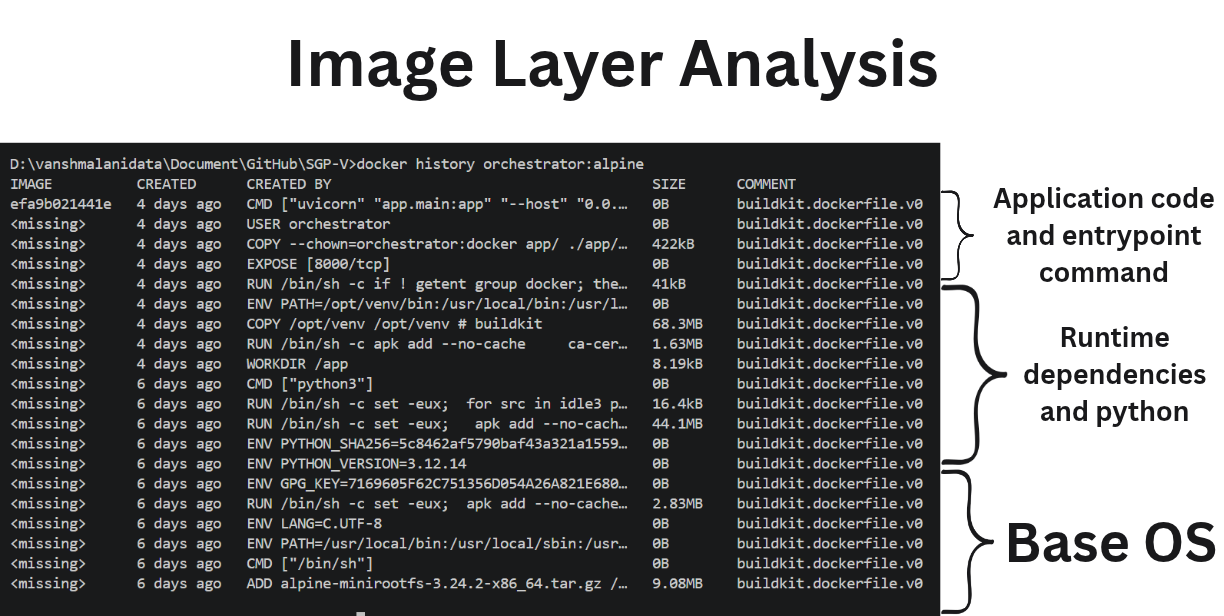 Image Layer Analysis
D:\vanshmalanidata\Document\GitHub\SGP-V>docker history orchestrator:alpine
IMAGE CREATED CREATED BY SIZE COMMENT
efa9b021441e 4 days ago CMD ["uvicorn" "app.main:app" "--host" "0.0.… 0B buildkit.dockerfile.v0
<missing> 4 days ago USER orchestrator 0B buildkit.dockerfile.v0
<missing> 4 days ago COPY --chown=orchestrator:docker app/ ./app/… 422kB buildkit.dockerfile.v0
<missing> 4 days ago EXPOSE [8000/tcp] 0B buildkit.dockerfile.v0
<missing> 4 days ago RUN /bin/sh -c if ! getent group docker; the… 41kB buildkit.dockerfile.v0
<missing> 4 days ago ENV PATH=/opt/venv/bin:/usr/local/bin:/usr/l… 0B buildkit.dockerfile.v0
<missing> 4 days ago COPY /opt/venv /opt/venv # buildkit 68.3MB buildkit.dockerfile.v0
<missing> 4 days ago RUN /bin/sh -c apk add --no-cache ca-cer… 1.63MB buildkit.dockerfile.v0
<missing> 4 days ago WORKDIR /app 8.19kB buildkit.dockerfile.v0
<missing> 6 days ago CMD ["python3"] 0B buildkit.dockerfile.v0
<missing> 6 days ago RUN /bin/sh -c set -eux; for src in idle3 p… 16.4kB buildkit.dockerfile.v0
<missing> 6 days ago RUN /bin/sh -c set -eux; apk add --no-cach… 44.1MB buildkit.dockerfile.v0
<missing> 6 days ago ENV PYTHON_SHA256=5c8462af5790baf43a321a1559… 0B buildkit.dockerfile.v0
<missing> 6 days ago ENV PYTHON_VERSION=3.12.14 0B buildkit.dockerfile.v0
<missing> 6 days ago ENV GPG_KEY=7169605F62C751356D054A26A821E680… 0B buildkit.dockerfile.v0
<missing> 6 days ago RUN /bin/sh -c set -eux; apk add --no-cache… 2.83MB buildkit.dockerfile.v0
<missing> 6 days ago ENV LANG=C.UTF-8 0B buildkit.dockerfile.v0
<missing> 6 days ago ENV PATH=/usr/local/bin:/usr/local/sbin:/usr… 0B buildkit.dockerfile.v0
<missing> 6 days ago CMD ["/bin/sh"] 0B buildkit.dockerfile.v0
<missing> 6 days ago ADD alpine-minirootfs-3.24.2-x86_64.tar.gz /… 9.08MB buildkit.dockerfile.v0
Application code
and entrypoint
command
Runtime
dependencies
and python
Base OS